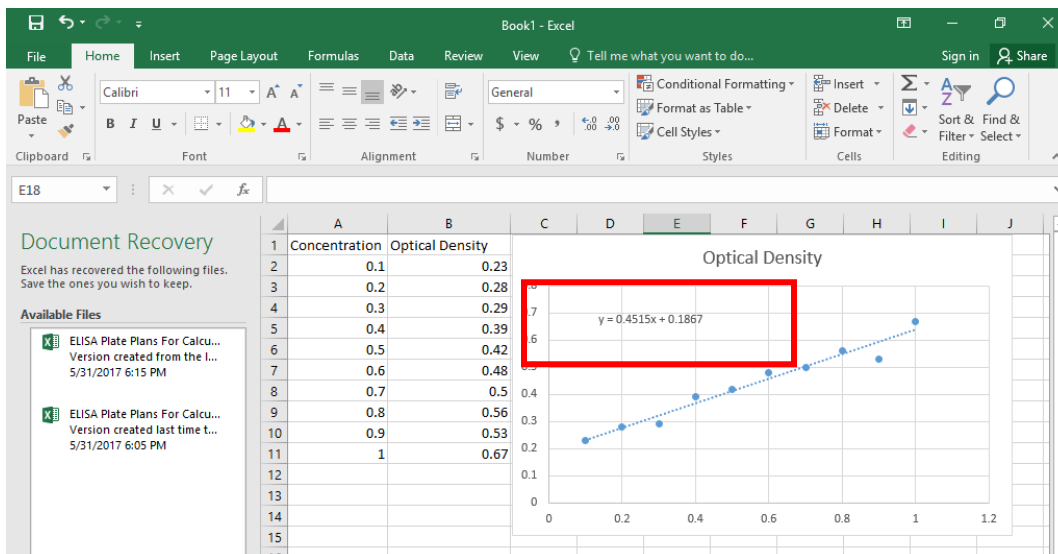 Book1 - Excel
File Home Insert Page Layout Formulas Data Review View Tell me what you want to do... Sign in Share
Calibri 11 A A General Conditional Formatting Insert
Paste Format as Table Delete Sort & Find &
B I U A $ % , .00 Cell Styles Format Filter Select
Clipboard Font Alignment Number Styles Cells Editing
E18 fx
A B C D E F G H I J
Document Recovery
Excel has recovered the following files.
Save the ones you wish to keep.
Available Files
ELISA Plate Plans For Calcu...
Version created from the l...
5/31/2017 6:15 PM
ELISA Plate Plans For Calcu...
Version created last time t...
5/31/2017 6:05 PM
1 Concentration Optical Density
2 0.1 0.23
3 0.2 0.28
4 0.3 0.29
5 0.4 0.39
6 0.5 0.42
7 0.6 0.48
8 0.7 0.5
9 0.8 0.56
10 0.9 0.53
11 1 0.67
12
13
14
15
Optical Density
y = 0.4515x + 0.1867
0.4
0.3
0.2
0.1
0
0 0.2 0.4 0.6 0.8 1 1.2